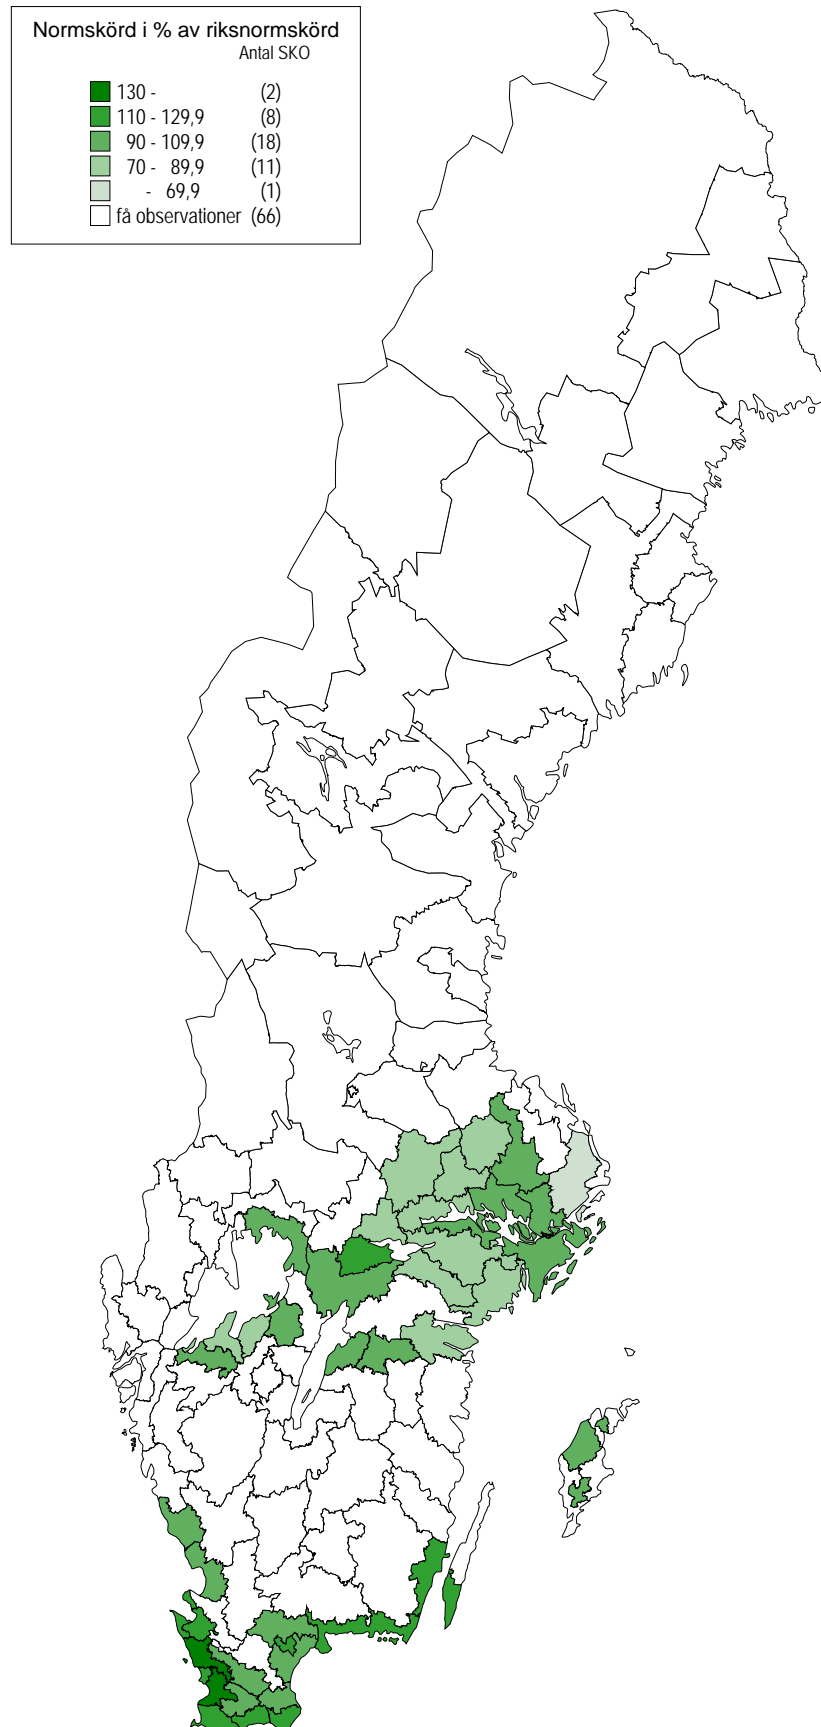 Normskörd i % av riksnormskörd
Antal SKO
130 - (2)
110 - 129,9 (8)
90 - 109,9 (18)
70 - 89,9 (11)
- 69,9 (1)
få observationer (66)